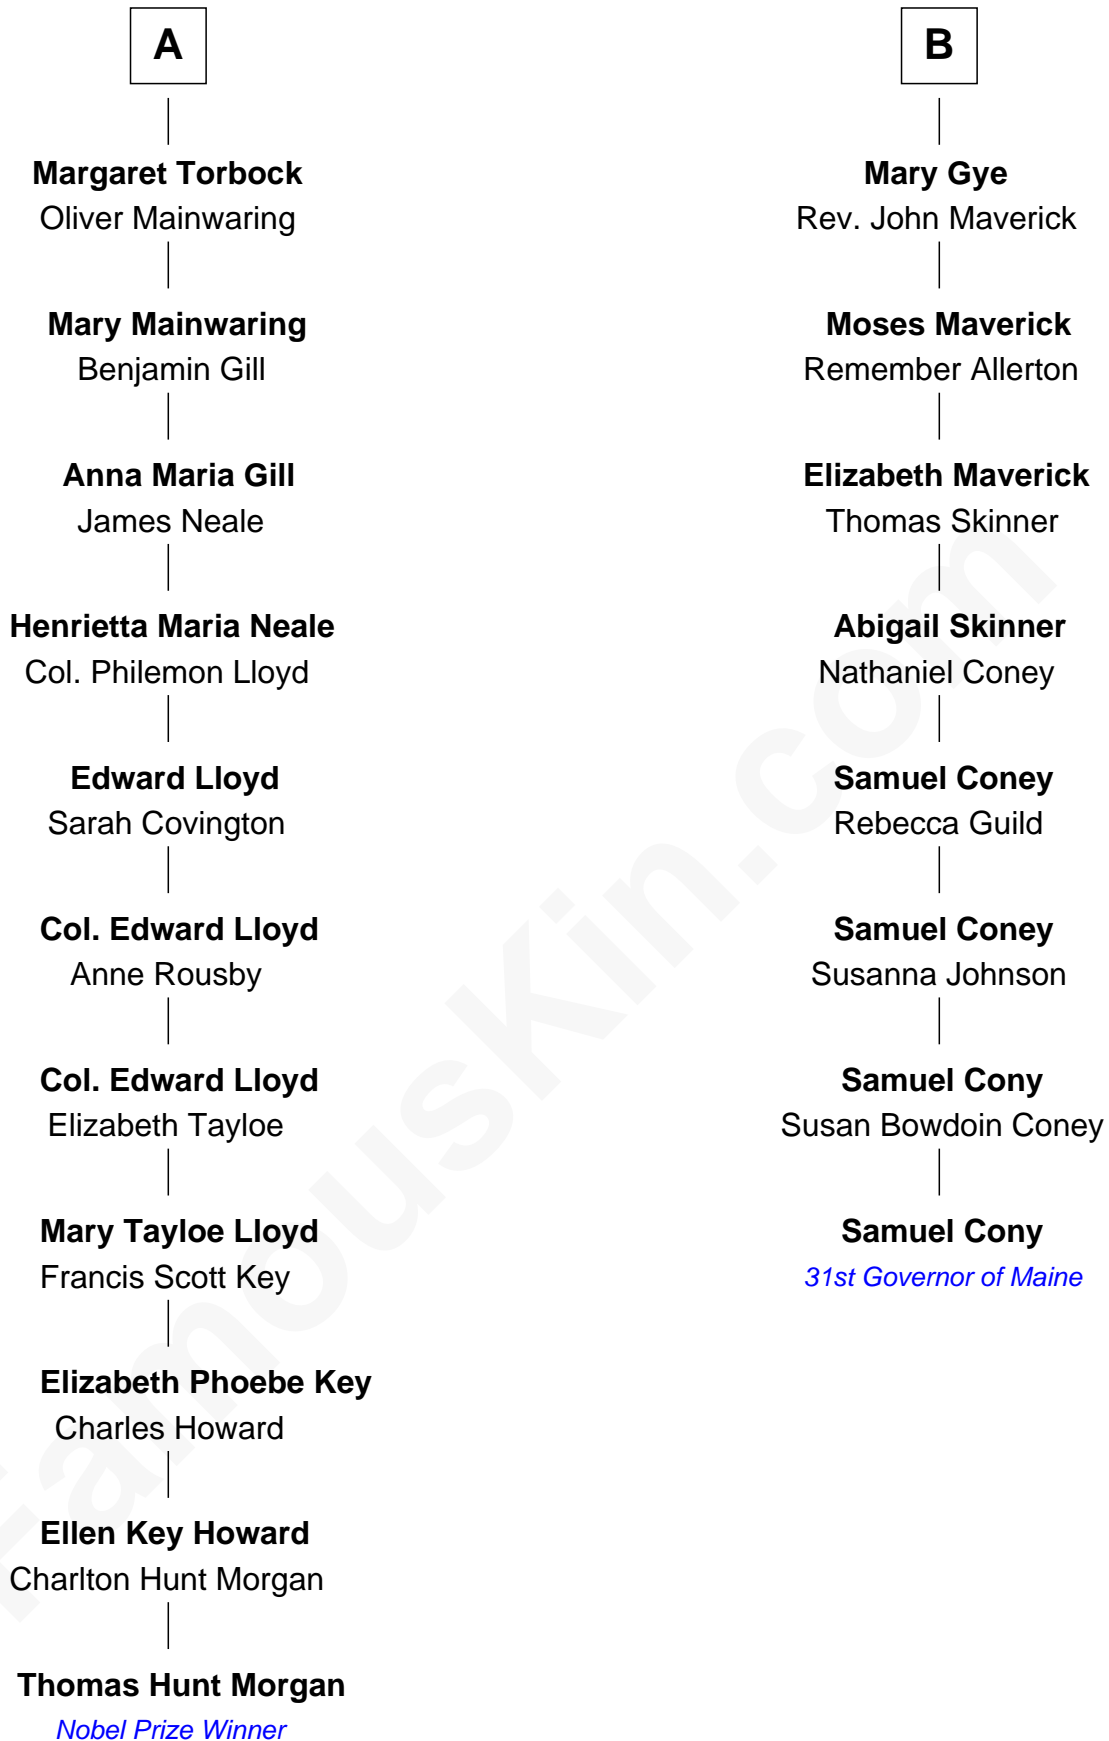 A
Margaret Torbock
Oliver Mainwaring
Mary Mainwaring
Benjamin Gill
Anna Maria Gill
James Neale
Henrietta Maria Neale
Col. Philemon Lloyd
Edward Lloyd
Sarah Covington
Col. Edward Lloyd
Anne Rousby
Col. Edward Lloyd
Elizabeth Tayloe
Mary Tayloe Lloyd
Francis Scott Key
Elizabeth Phoebe Key
Charles Howard
Ellen Key Howard
Charlton Hunt Morgan
Thomas Hunt Morgan
Nobel Prize Winner
B
Mary Gye
Rev. John Maverick
Moses Maverick
Remember Allerton
Elizabeth Maverick
Thomas Skinner
Abigail Skinner
Nathaniel Coney
Samuel Coney
Rebecca Guild
Samuel Coney
Susanna Johnson
Samuel Cony
Susan Bowdoin Coney
Samuel Cony
31st Governor of Maine
FamousKin.com